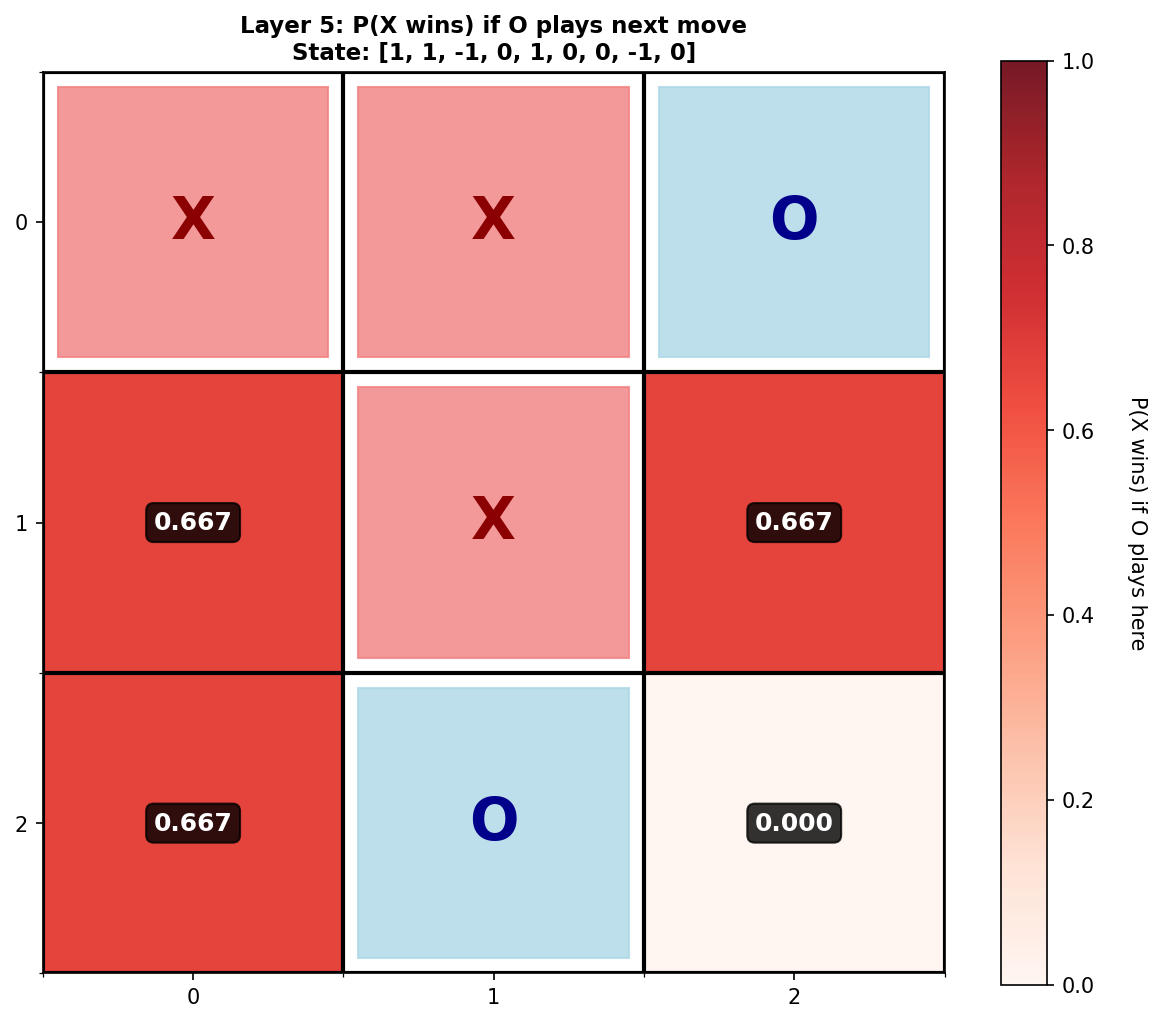 Layer 5: P(X wins) if O plays next move
State: [1, 1, -1, 0, 1, 0, 0, -1, 0]
0
X
X
O
1
0.667
X
0.667
2
0.667
O
0.000
0
1
2
1.0
0.8
0.6
0.4
0.2
0.0
P(X wins) if O plays here